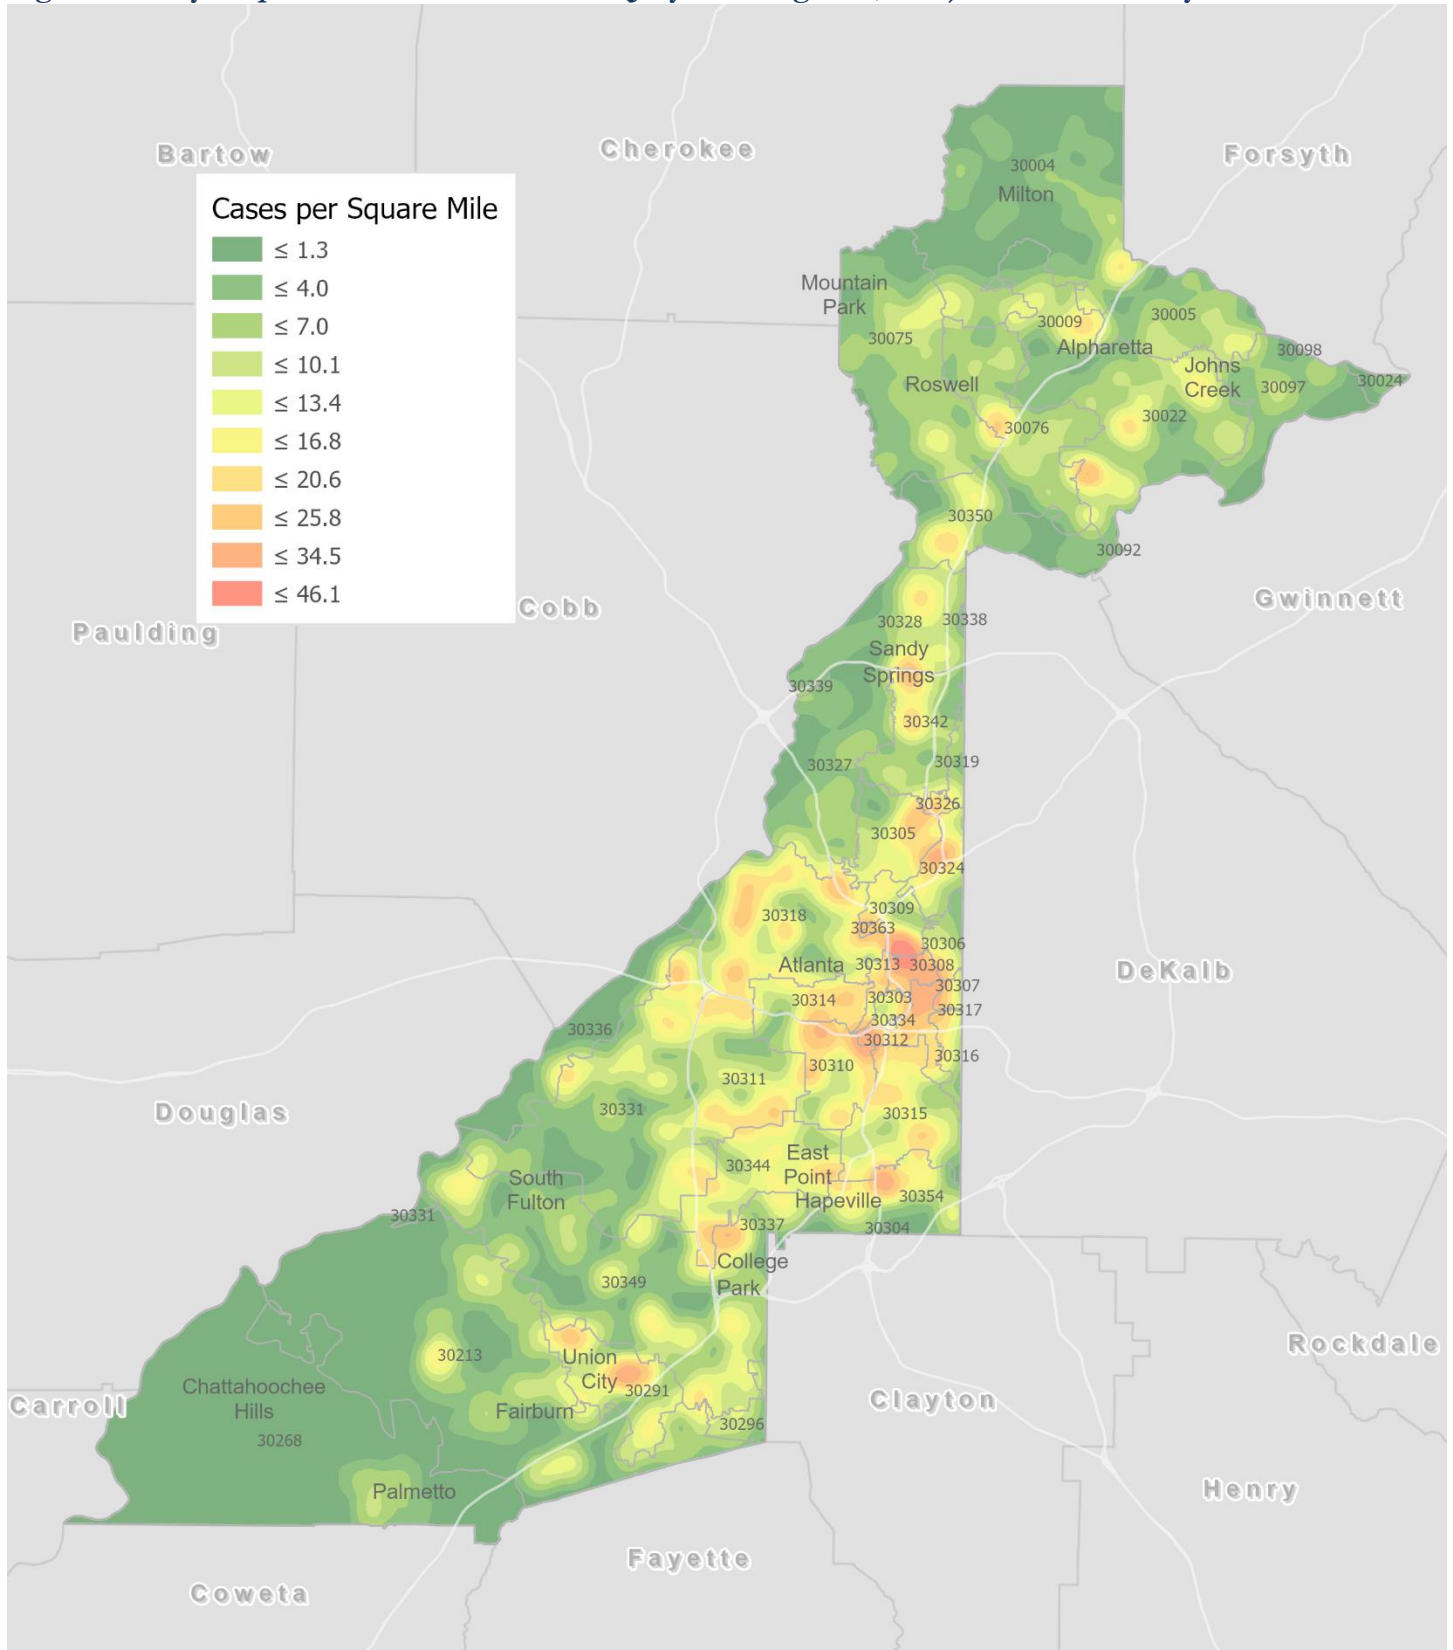 Bartow
Cherokee
Forsyth
Cases per Square Mile
≤ 1.3
≤ 4.0
≤ 7.0
≤ 10.1
≤ 13.4
≤ 16.8
≤ 20.6
≤ 25.8
≤ 34.5
≤ 46.1
30004
Milton
Mountain
Park
30075
30009
30005
Alpharetta
30098
Johns
Creek
30097
30024
Roswell
30022
30076
30350
30092
Paulding
Cobb
Gwinnett
30328
30338
Sandy
Springs
30339
30342
30327
30319
30326
30305
30324
30309
30318
30363
30306
Atlanta
30313
30308
DeKalb
30307
30314
30303
30317
30334
30336
30312
30316
30310
30311
Douglas
30331
30315
East
Point
30344
South
Fulton
Hapeville
30354
30331
30337
30304
College
Park
30349
Rockdale
30213
Union
City
30291
Chattahoochee
Hills
Carroll
Clayton
Fairburn
30296
30268
Palmetto
Henry
Fayette
Coweta